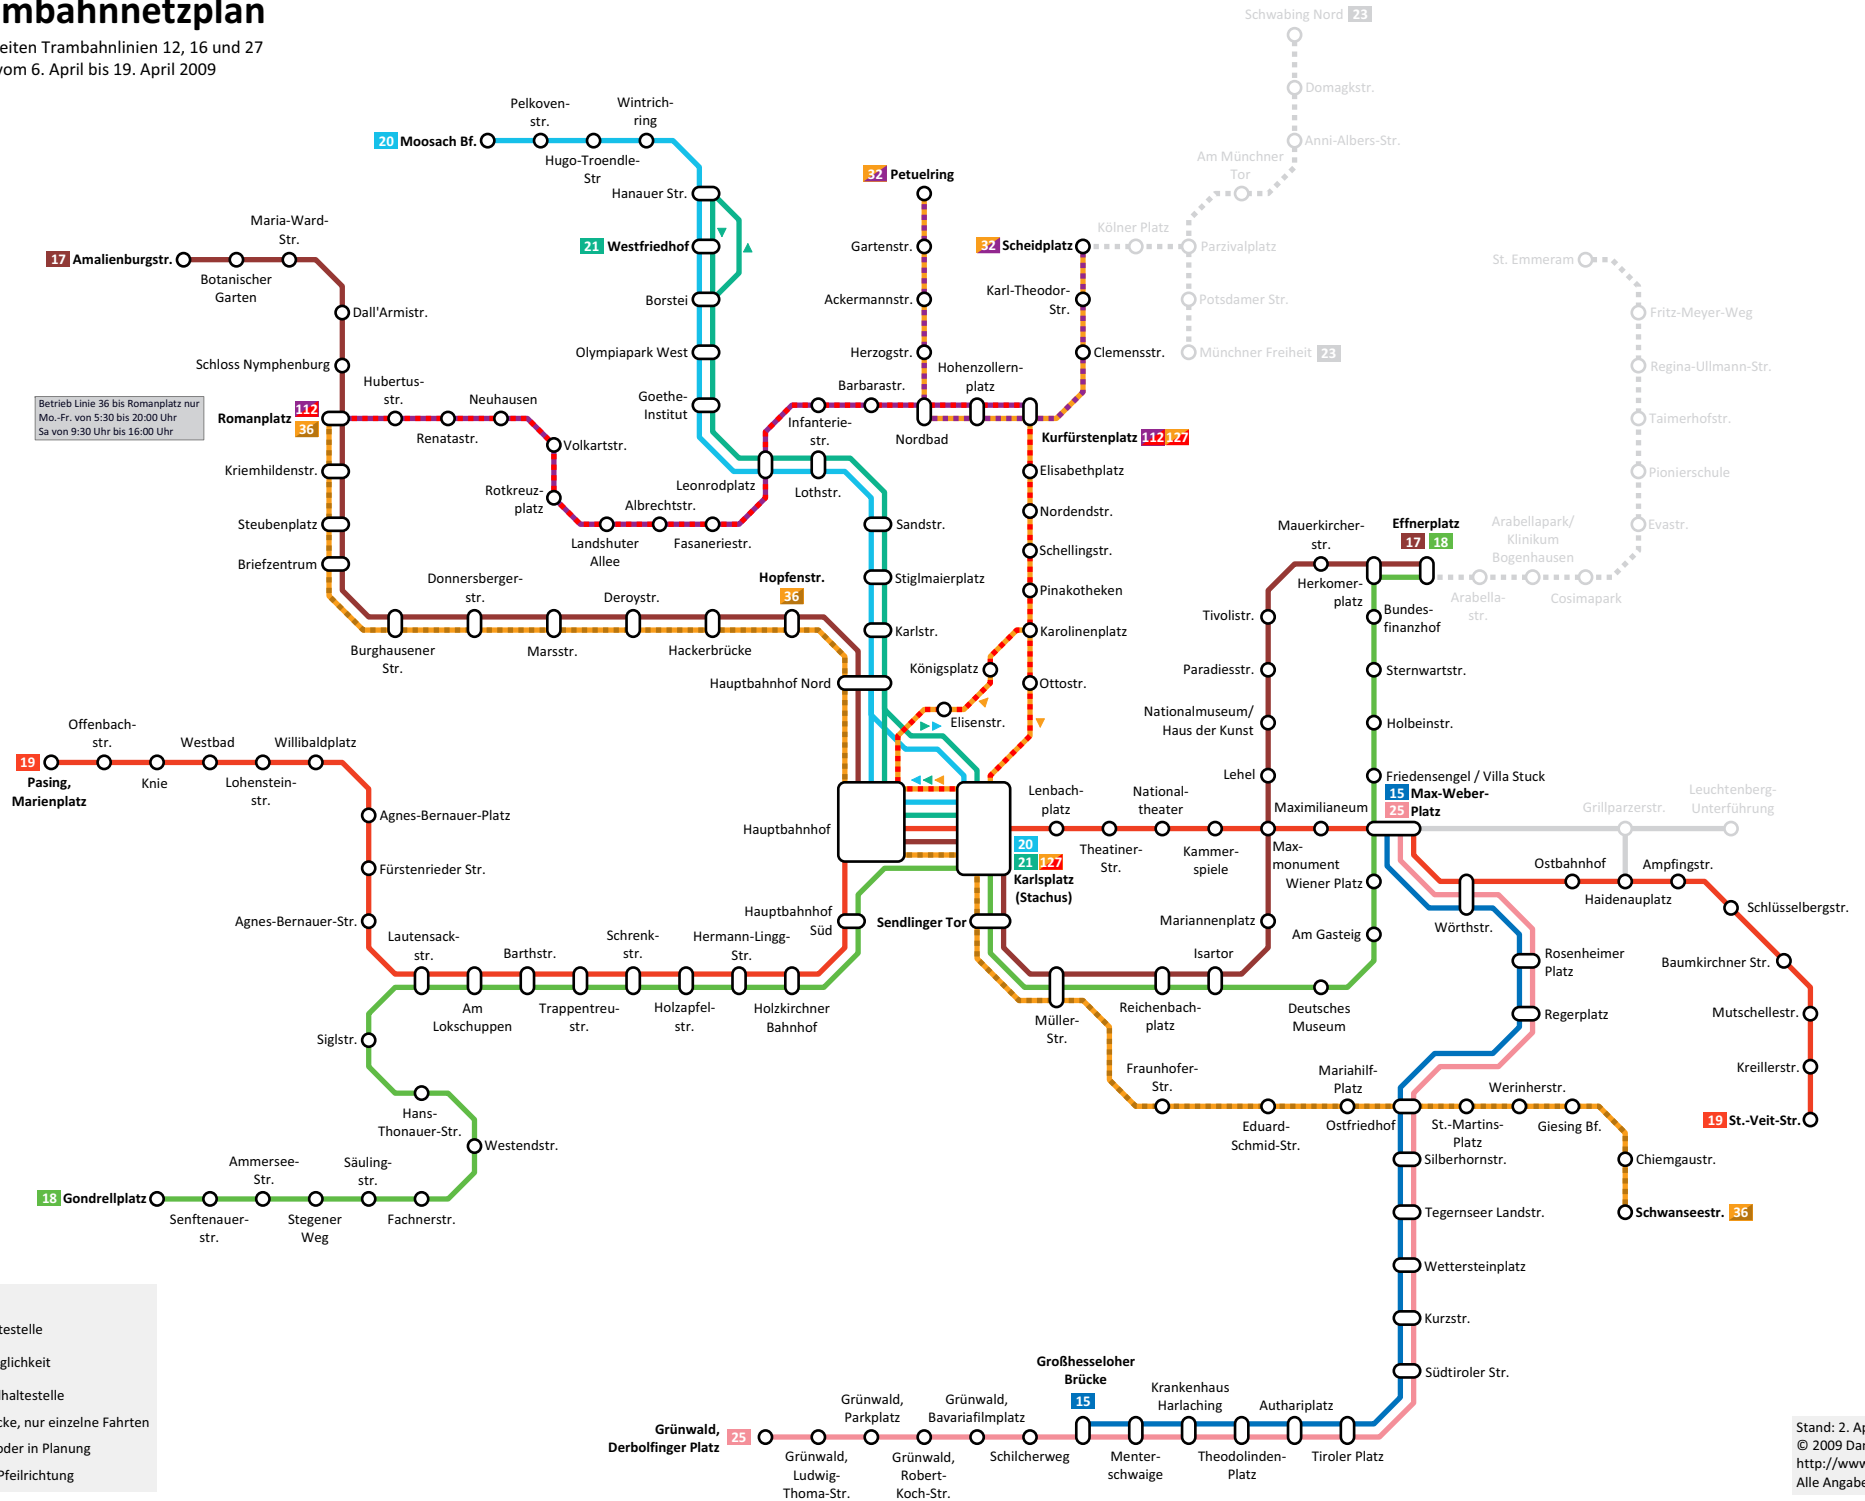 mbahnnetzplan
eiten Trambahnlinien 12, 16 und 27
vom 6. April bis 19. April 2009
Schwabing Nord 23
Domagkstr.
Anni-Albers-Str.
Am Münchner
Tor
Kölner Platz
Parzivalplatz
Potsdamer Str.
Münchner Freiheit 23
St. Emmeram
Fritz-Meyer-Weg
Regina-Ullmann-Str.
Taimerhofstr.
Pionierschule
Evastr.
Arabellapark/
Klinikum
Bogenhausen
Arabella-
str.
Cosimapark
20 Moosach Bf.
Pelkoven-
str.
Hugo-Troendle-
Str
Wintrich-
ring
Hanauer Str.
21 Westfriedhof
Borstei
Olympiapark West
Goethe-
Institut
32 Petuelring
Gartenstr.
Ackermannstr.
Herzogstr.
32 Scheidplatz
Karl-Theodor-
Str.
Clemensstr.
Hohenzollern-
platz
Barbarastr.
Infanterie-
str.
Nordbad
Kurfürstenplatz 112 127
17 Amalienburgstr.
Botanischer
Garten
Maria-Ward-
Str.
Dall'Armistr.
Schloss Nymphenburg
Betrieb Linie 36 bis Romanplatz nur
Mo.-Fr. von 5:30 bis 20:00 Uhr
Sa von 9:30 Uhr bis 16:00 Uhr
Romanplatz
112
36
Hubertus-
str.
Renatastr.
Neuhausen
Volkartstr.
Rotkreuz-
platz
Landshuter
Allee
Albrechtstr.
Fasaneriestr.
Leonrodplatz
Lothstr.
Kriemhildenstr.
Steubenplatz
Briefzentrum
Burghausener
Str.
Donnersberger-
str.
Marsstr.
Deroystr.
Hackerbrücke
Hopfenstr.
36
Sandstr.
Stiglmaierplatz
Karlstr.
Hauptbahnhof Nord
Elisabethplatz
Nordendstr.
Schellingstr.
Pinakotheken
Karolinenplatz
Königsplatz
Ottostr.
Elisenstr.
Mauerkircher-
str.
Effnerplatz
17 18
Herkomer-
platz
Bundes-
finanzhof
Tivolistr.
Paradiesstr.
Sternwartstr.
Nationalmuseum/
Haus der Kunst
Holbeinstr.
Lehel
Friedensengel / Villa Stuck
15 Max-Weber-
25 Platz
Grillparzerstr.
Leuchtenberg-
Unterführung
19
Pasing,
Marienplatz
Offenbach-
str.
Knie
Westbad
Lohenstein-
str.
Willibaldplatz
Agnes-Bernauer-Platz
Fürstenrieder Str.
Agnes-Bernauer-Str.
Hauptbahnhof
20
21 127
Karlsplatz
(Stachus)
Lenbach-
platz
Theatiner-
Str.
National-
theater
Kammer-
spiele
Max-
monument
Maximilianeum
Wiener Platz
Am Gasteig
Wörthstr.
Ostbahnhof
Haidenauplatz
Ampfingstr.
Schlüsselbergstr.
Baumkirchner Str.
Mutschellestr.
Kreillerstr.
19 St.-Veit-Str.
Rosenheimer
Platz
Regerplatz
Hauptbahnhof
Süd
Sendlinger Tor
Mariannenplatz
Isartor
Reichenbach-
platz
Müller-
Str.
Deutsches
Museum
Lautensack-
str.
Am
Lokschuppen
Barthstr.
Trappentreu-
str.
Schrenk-
str.
Holzapfel-
str.
Hermann-Lingg-
Str.
Holzkirchner
Bahnhof
Siglstr.
Hans-
Thonauer-Str.
Westendstr.
18 Gondrellplatz
Senftenauer-
str.
Ammersee-
Str.
Stegener
Weg
Säuling-
str.
Fachnerstr.
Fraunhofer-
Str.
Eduard-
Schmid-Str.
Mariahilf-
Platz
Ostfriedhof
St.-Martins-
Platz
Werinherstr.
Giesing Bf.
Chiemgaustr.
Schwanseestr. 36
Silberhornstr.
Tegernseer Landstr.
Wettersteinplatz
Kurzstr.
Südtiroler Str.
Großhesseloher
Brücke
15
Krankenhaus
Harlaching
Authariplatz
Menter-
schwaige
Theodolinden-
Platz
Tiroler Platz
Grünwald,
Derbolfinger Platz
25
Grünwald,
Ludwig-
Thoma-Str.
Grünwald,
Parkplatz
Grünwald,
Robert-
Koch-Str.
Grünwald,
Bavariafilmplatz
Schilcherweg
testelle
glichkeit
lhaltestelle
cke, nur einzelne Fahrten
oder in Planung
Pfeilrichtung
Stand: 2. Ap
© 2009 Dan
http://www
Alle Angabe